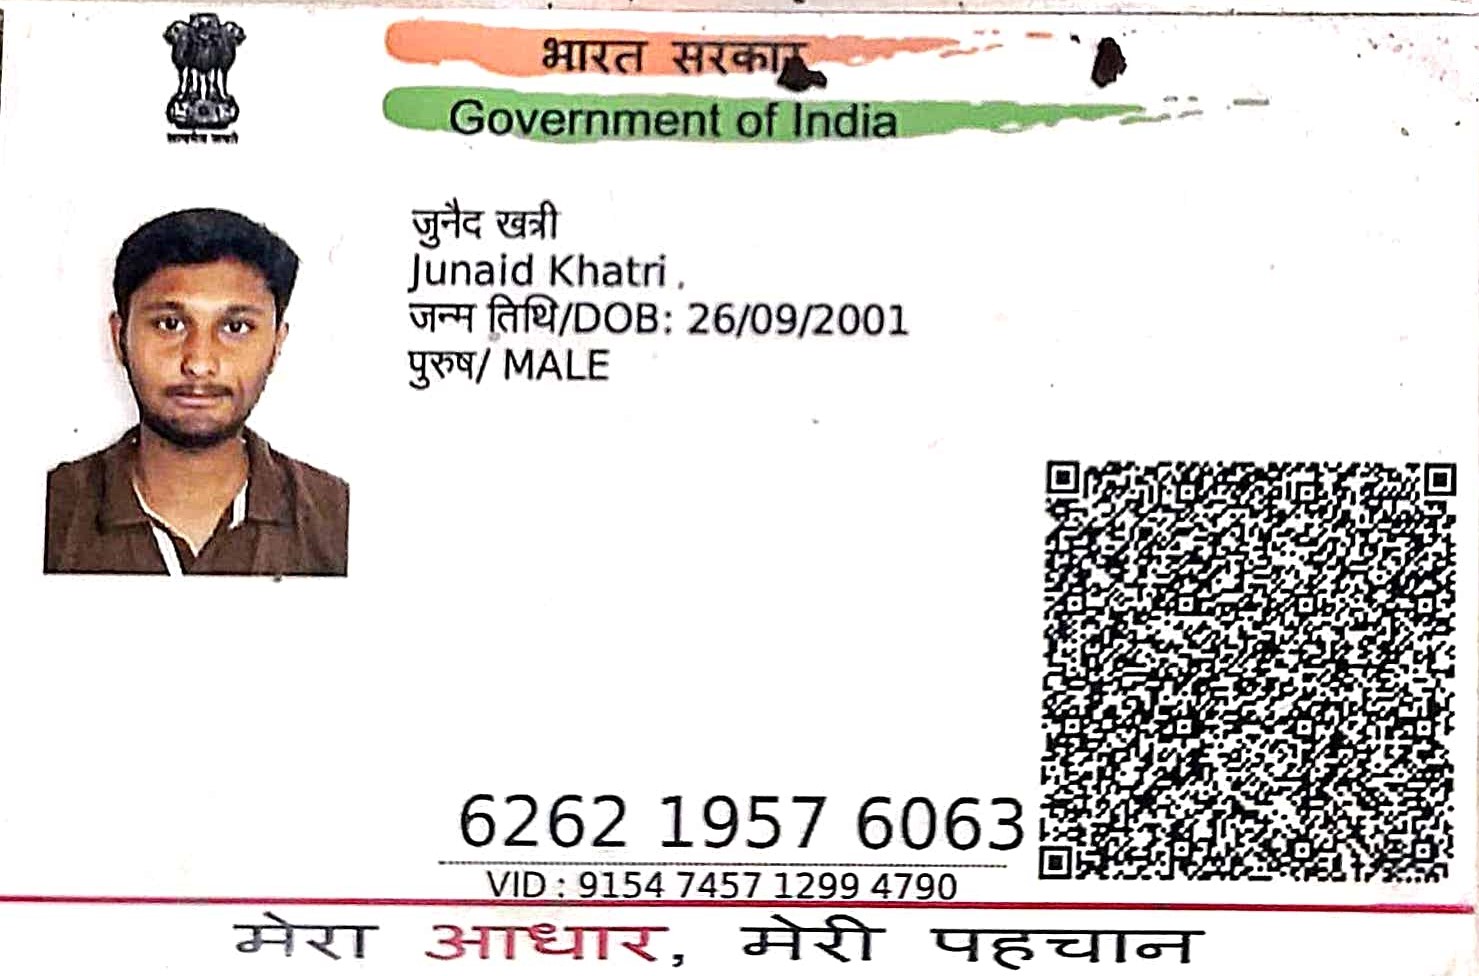 सत्यमेव जयते
भारत सरकार
Government of India
जुनैद खत्री
Junaid Khatri
जन्म तिथि/DOB: 26/09/2001
पुरुष/ MALE
6262 1957 6063
VID : 9154 7457 1299 4790
मेरा आधार, मेरी पहचान